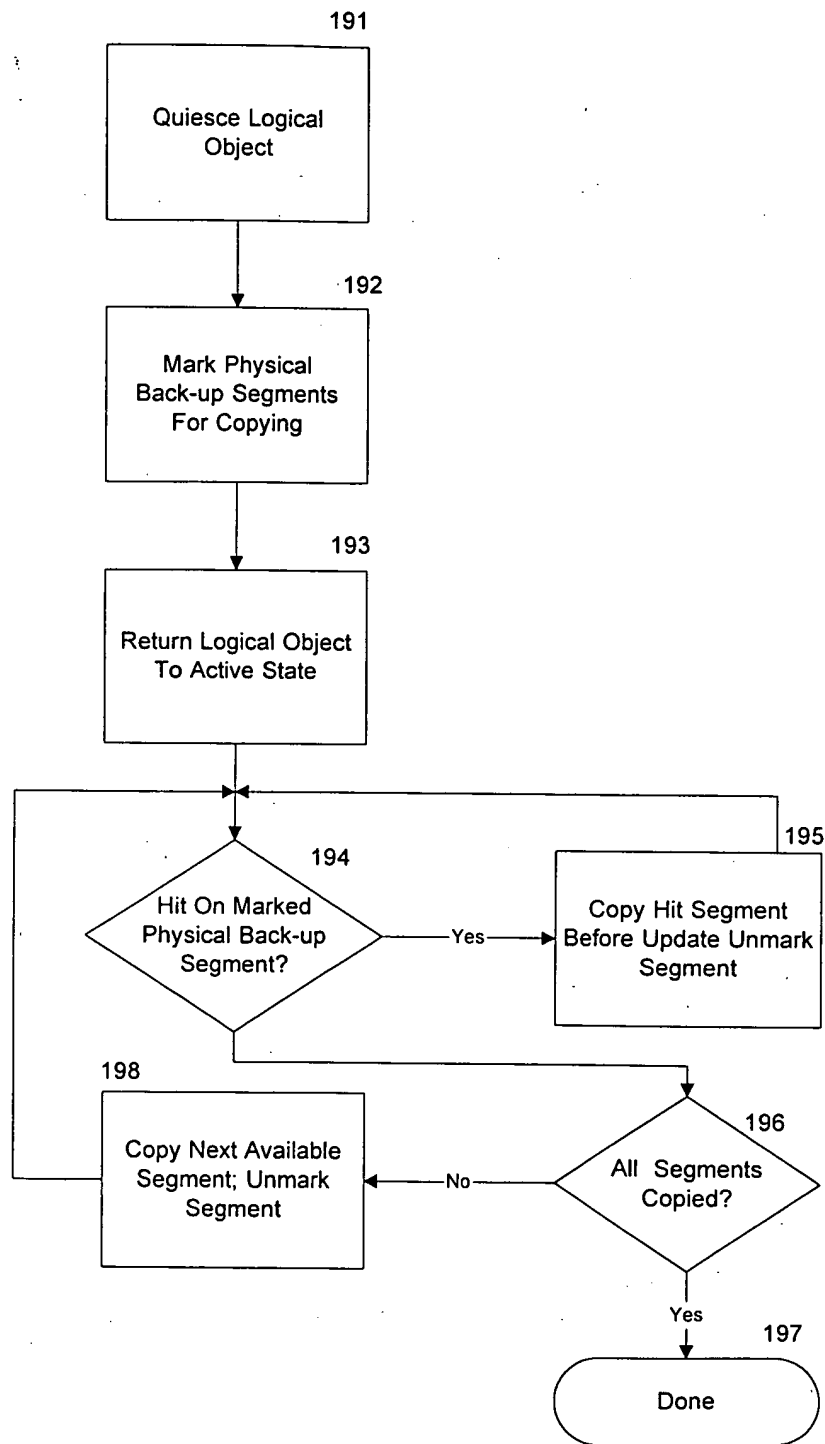 191
Quiesce Logical
Object
192
Mark Physical
Back-up Segments
For Copying
193
Return Logical Object
To Active State
194
Hit On Marked
Physical Back-up
Segment?
Yes
195
Copy Hit Segment
Before Update Unmark
Segment
198
Copy Next Available
Segment; Unmark
Segment
No
196
All Segments
Copied?
Yes
197
Done